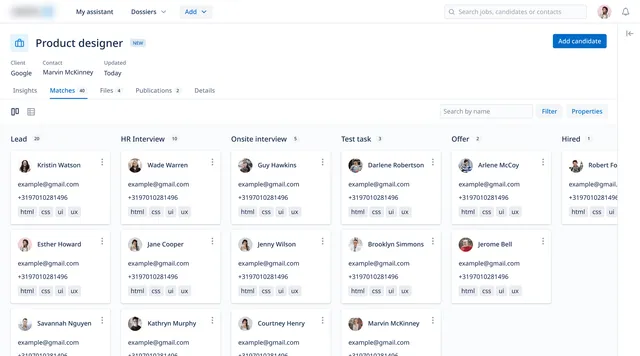 My assistant
Dossiers
Add
Search jobs, candidates or contacts
Product designer
NEW
Add candidate
Client
Contact
Updated
Google
Marvin McKinney
Today
Insights
Matches 40
Files 4
Publications 2
Details
Search by name
Filter
Properties
Lead 20
HR Interview 10
Onsite interview 5
Test task 3
Offer 2
Hired 1
Kristin Watson
example@gmail.com
+3197010281496
html css ui ux
Wade Warren
example@gmail.com
+3197010281496
html css ui ux
Guy Hawkins
example@gmail.com
+3197010281496
html css ui ux
Darlene Robertson
example@gmail.com
+3197010281496
html css ui ux
Arlene McCoy
example@gmail.com
+3197010281496
html css ui ux
Robert Fo
example@gmail.com
+3197010281496
html css ui ux
Esther Howard
example@gmail.com
+3197010281496
html css ui ux
Jane Cooper
example@gmail.com
+3197010281496
html css ui ux
Jenny Wilson
example@gmail.com
+3197010281496
html css ui ux
Brooklyn Simmons
example@gmail.com
+3197010281496
html css ui ux
Jerome Bell
example@gmail.com
+3197010281496
html css ui ux
Savannah Nguyen
example@gmail.com
Kathryn Murphy
example@gmail.com
Courtney Henry
example@gmail.com
Marvin McKinney
example@gmail.com